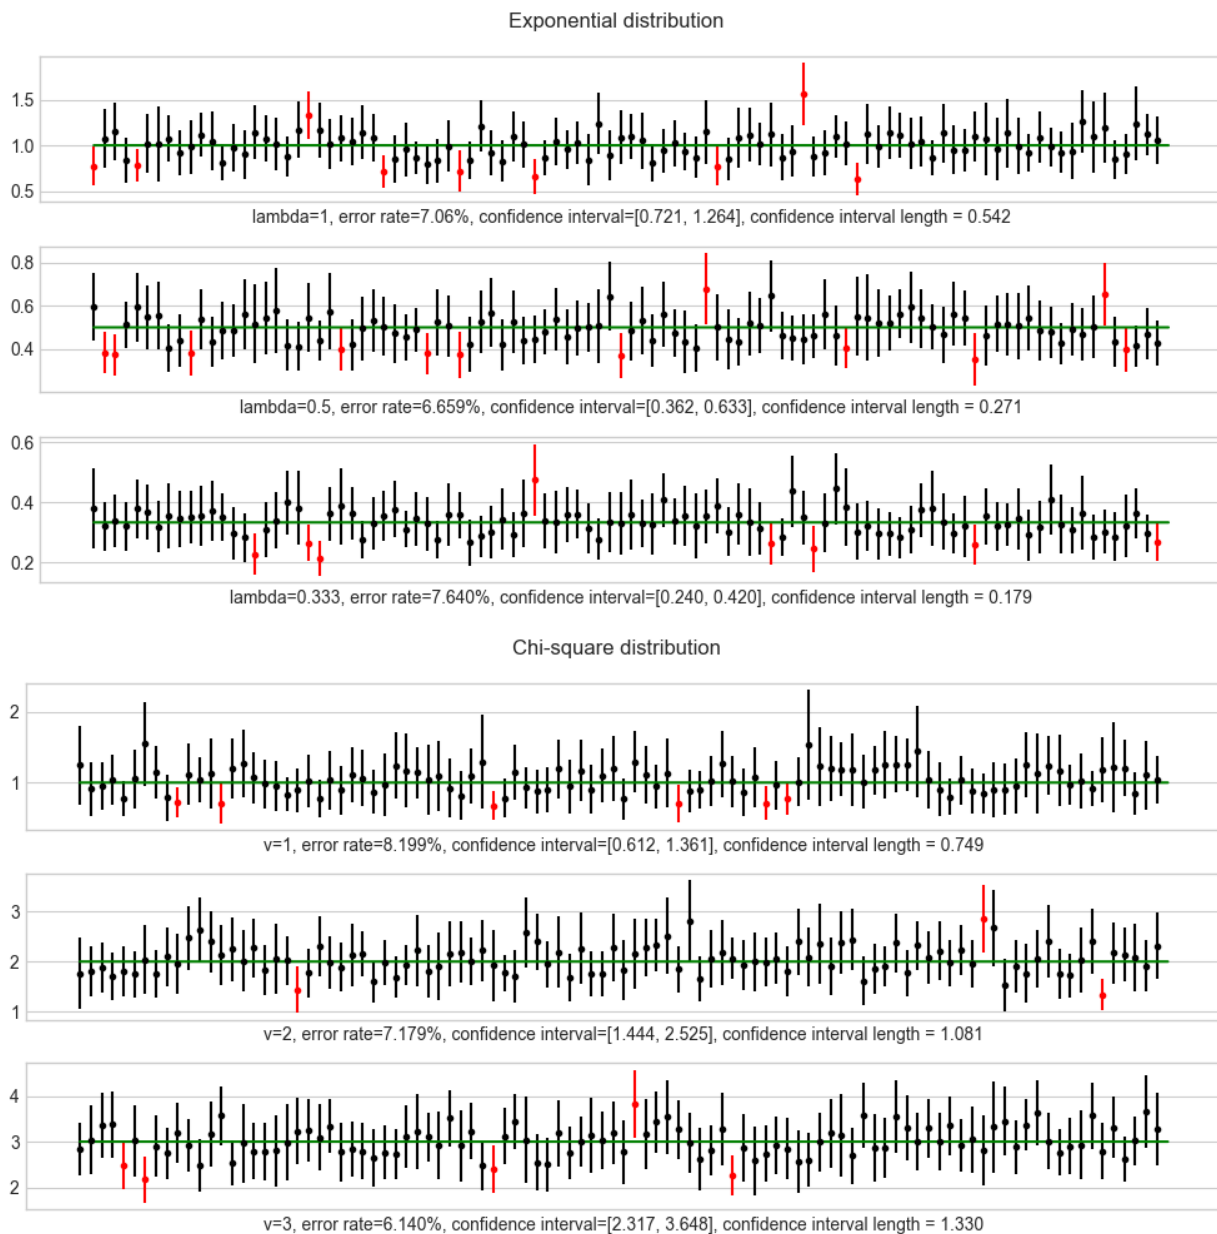 Exponential distribution
1.5
1.0
0.5
lambda=1, error rate=7.06%, confidence interval=[0.721, 1.264], confidence interval length = 0.542
0.8
0.6
0.4
lambda=0.5, error rate=6.659%, confidence interval=[0.362, 0.633], confidence interval length = 0.271
0.6
0.4
0.2
lambda=0.333, error rate=7.640%, confidence interval=[0.240, 0.420], confidence interval length = 0.179
Chi-square distribution
2
1
v=1, error rate=8.199%, confidence interval=[0.612, 1.361], confidence interval length = 0.749
3
2
1
v=2, error rate=7.179%, confidence interval=[1.444, 2.525], confidence interval length = 1.081
4
3
2
v=3, error rate=6.140%, confidence interval=[2.317, 3.648], confidence interval length = 1.330